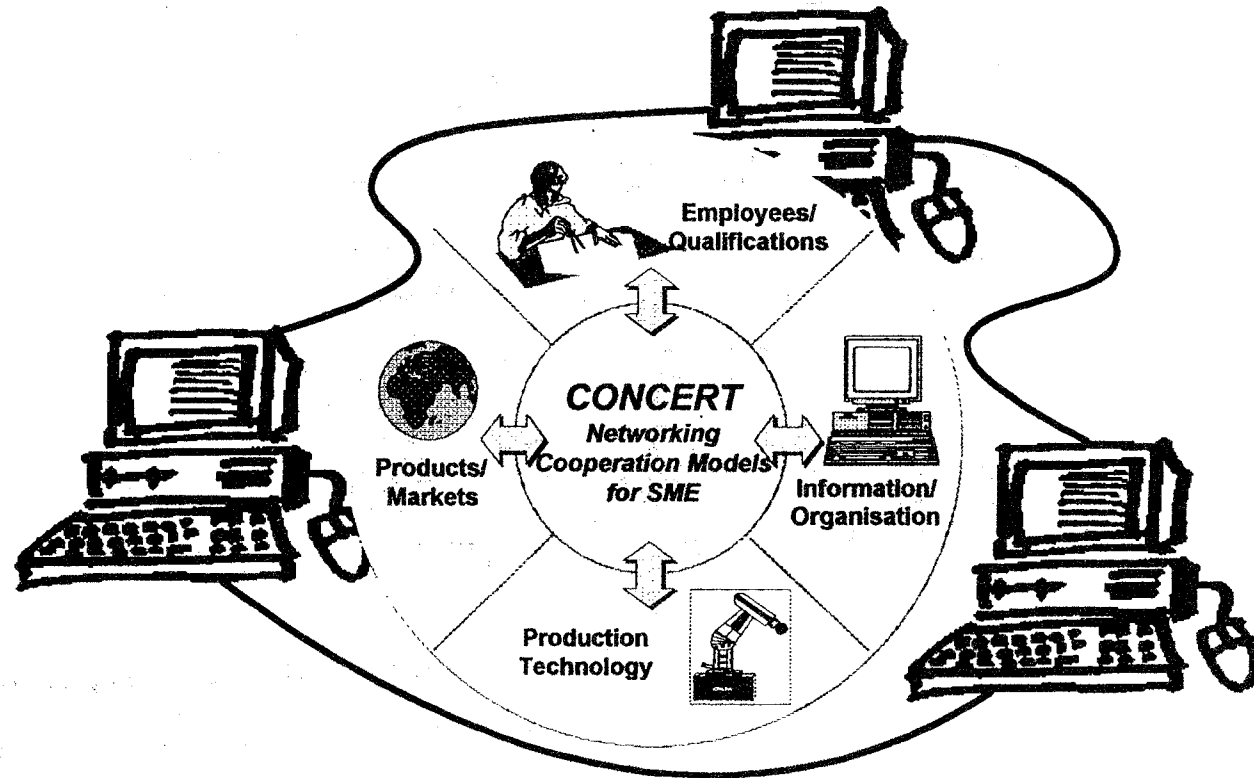 Employees/
Qualifications
CONCERT
Networking
Cooperation Models
for SME
Products/
Markets
Information/
Organisation
Production
Technology